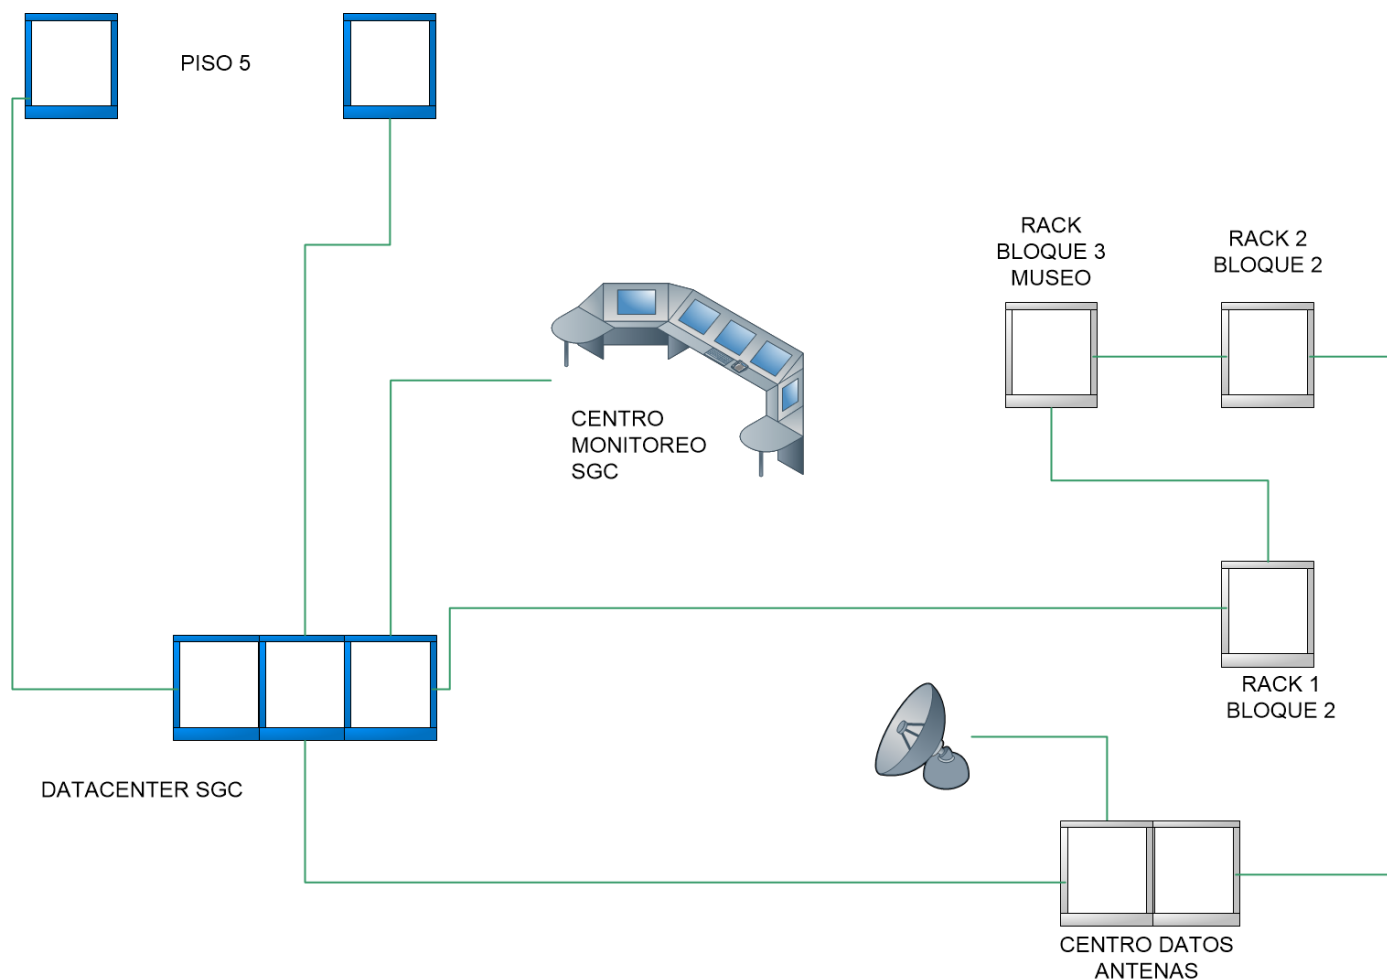 PISO 5
RACK
BLOQUE 3
MUSEO
RACK 2
BLOQUE 2
CENTRO
MONITOREO
SGC
RACK 1
BLOQUE 2
DATACENTER SGC
CENTRO DATOS
ANTENAS